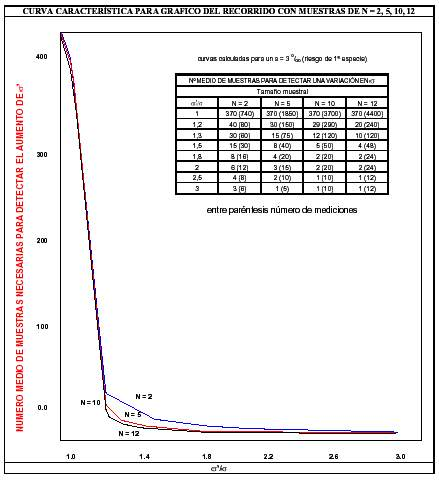 CURVA CARACTERÍSTICA PARA GRAFICO DEL RECORRIDO CON MUESTRAS DE N = 2, 5, 10, 12
NUMERO MEDIO DE MUESTRAS NECESARIAS PARA DETECTAR EL AUMENTO DE σ'
curvas calculadas para un a = 3 º/oo (riesgo de 1ª especie)
Nº MEDIO DE MUESTRAS PARA DETECTAR UNA VARIACIÓN EN σ
Tamaño muestral
σ'/σ N = 2 N = 5 N = 10 N = 12
1 370 (740) 370 (1850) 370 (3700) 370 (4400)
1,2 40 (80) 30 (150) 29 (290) 20 (240)
1,3 30 (60) 15 (75) 12 (120) 10 (120)
1,5 15 (30) 8 (40) 5 (50) 4 (48)
1,8 8 (16) 4 (20) 2 (20) 2 (24)
2 6 (12) 3 (15) 2 (20) 2 (24)
2,5 4 (8) 2 (10) 1 (10) 1 (12)
3 3 (6) 1 (5) 1 (10) 1 (12)
entre paréntesis número de mediciones
400
300
200
100
0.0
N = 2
N = 10
N = 5
N = 12
1.0 1.4 1.8 2.2 2.6 3.0
σ'/σ